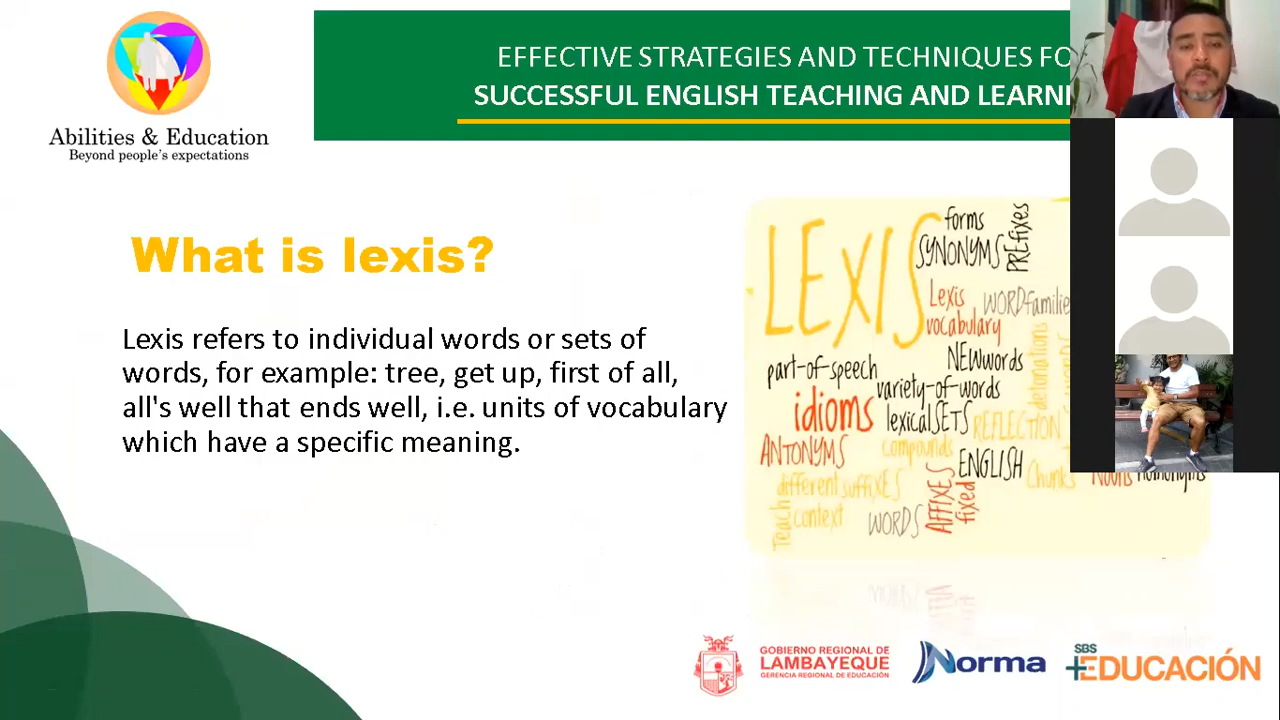 Abilities & Education
Beyond people's expectations
EFFECTIVE STRATEGIES AND TECHNIQUES FO
SUCCESSFUL ENGLISH TEACHING AND LEARNI
What is lexis?
Lexis refers to individual words or sets of
words, for example: tree, get up, first of all,
all's well that ends well, i.e. units of vocabulary
which have a specific meaning.
LEXIS
forms
SYNONYMS
PREfixes
Lexis
vocabulary
WORDfamilie
part-of-speech
NEWwords
variety-of-words
detonations
idioms
lexicalSETS
REFLECTION
ANTONYMS
compounds
ENGLISH
Chunks
Nouns
Homonyms
different
suffixES
AFFIXES
fixed
Teach
context
WORDS
GOBIERNO REGIONAL DE
LAMBAYEQUE
GERENCIA REGIONAL DE EDUCACIÓN
Norma
SBS
EDUCACIÓN